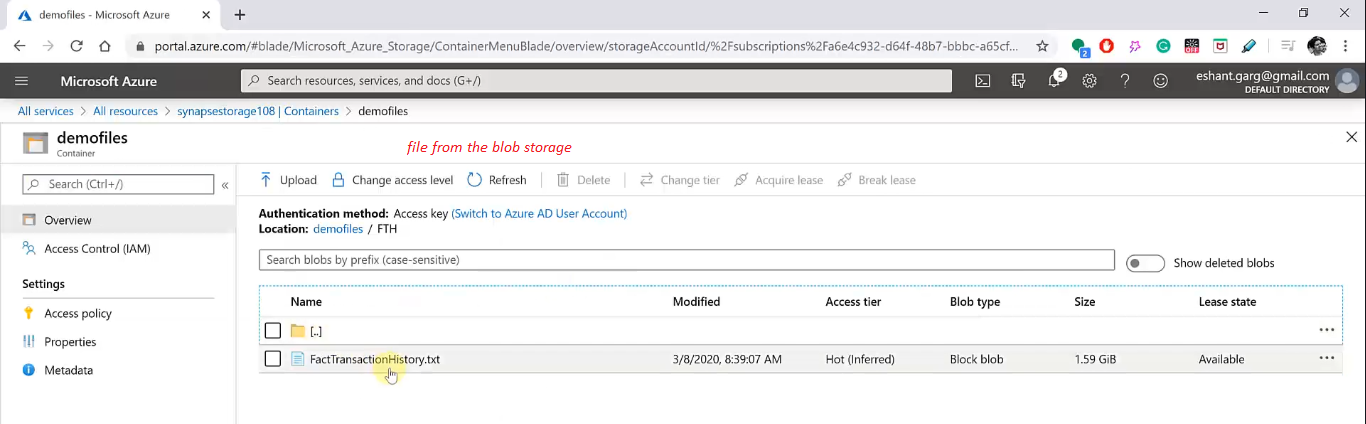 demofiles - Microsoft Azure
portal.azure.com/#blade/Microsoft_Azure_Storage/ContainerMenuBlade/overview/storageAccountId/%2Fsubscriptions%2Fa6e4c932-d64f-48b7-bbbc-a65cf...
2
OFF
Microsoft Azure
Search resources, services, and docs (G+/)
2
eshant.garg@gmail.com
DEFAULT DIRECTORY
All services > All resources > synapsestorage108 | Containers > demofiles
demofiles
Container
file from the blob storage
Search (Ctrl+/)
Upload Change access level Refresh Delete Change tier Acquire lease Break lease
Overview
Access Control (IAM)
Settings
Access policy
Properties
Metadata
Authentication method: Access key (Switch to Azure AD User Account)
Location: demofiles / FTH
Search blobs by prefix (case-sensitive)
Show deleted blobs
Name Modified Access tier Blob type Size Lease state
[..]
FactTransactionHistory.txt 3/8/2020, 8:39:07 AM Hot (Inferred) Block blob 1.59 GiB Available